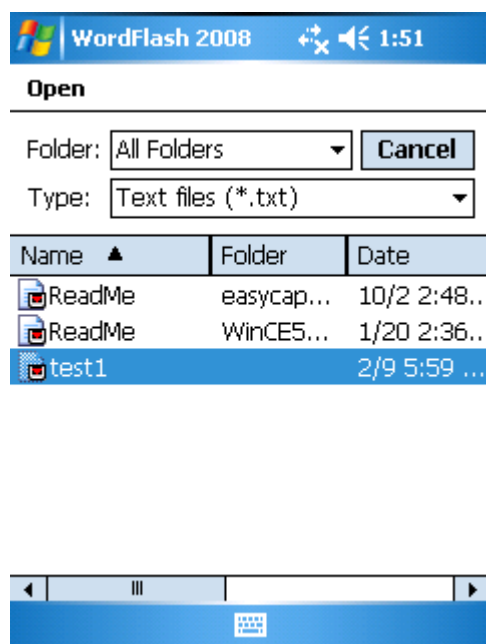 WordFlash 2008 1:51
Open
Folder: All Folders Cancel
Type: Text files (*.txt)
Name Folder Date
ReadMe easycap... 10/2 2:48..
ReadMe WinCE5... 1/20 2:36..
test1 2/9 5:59 ...